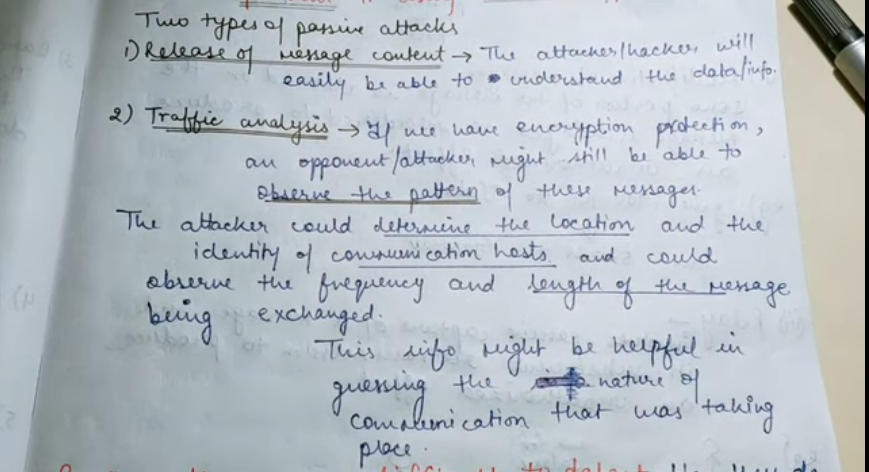 Two types of passive attacks
1) Release of message content → The attacker/hacker will
easily be able to understand the data/info.
2) Traffic analysis → If we have encryption protection,
an opponent/attacker might still be able to
observe the pattern of these messages.
The attacker could determine the location and the
identity of communication hosts and could
observe the frequency and length of the message
being exchanged.
This info might be helpful in
guessing the nature of
communication that was taking
place.